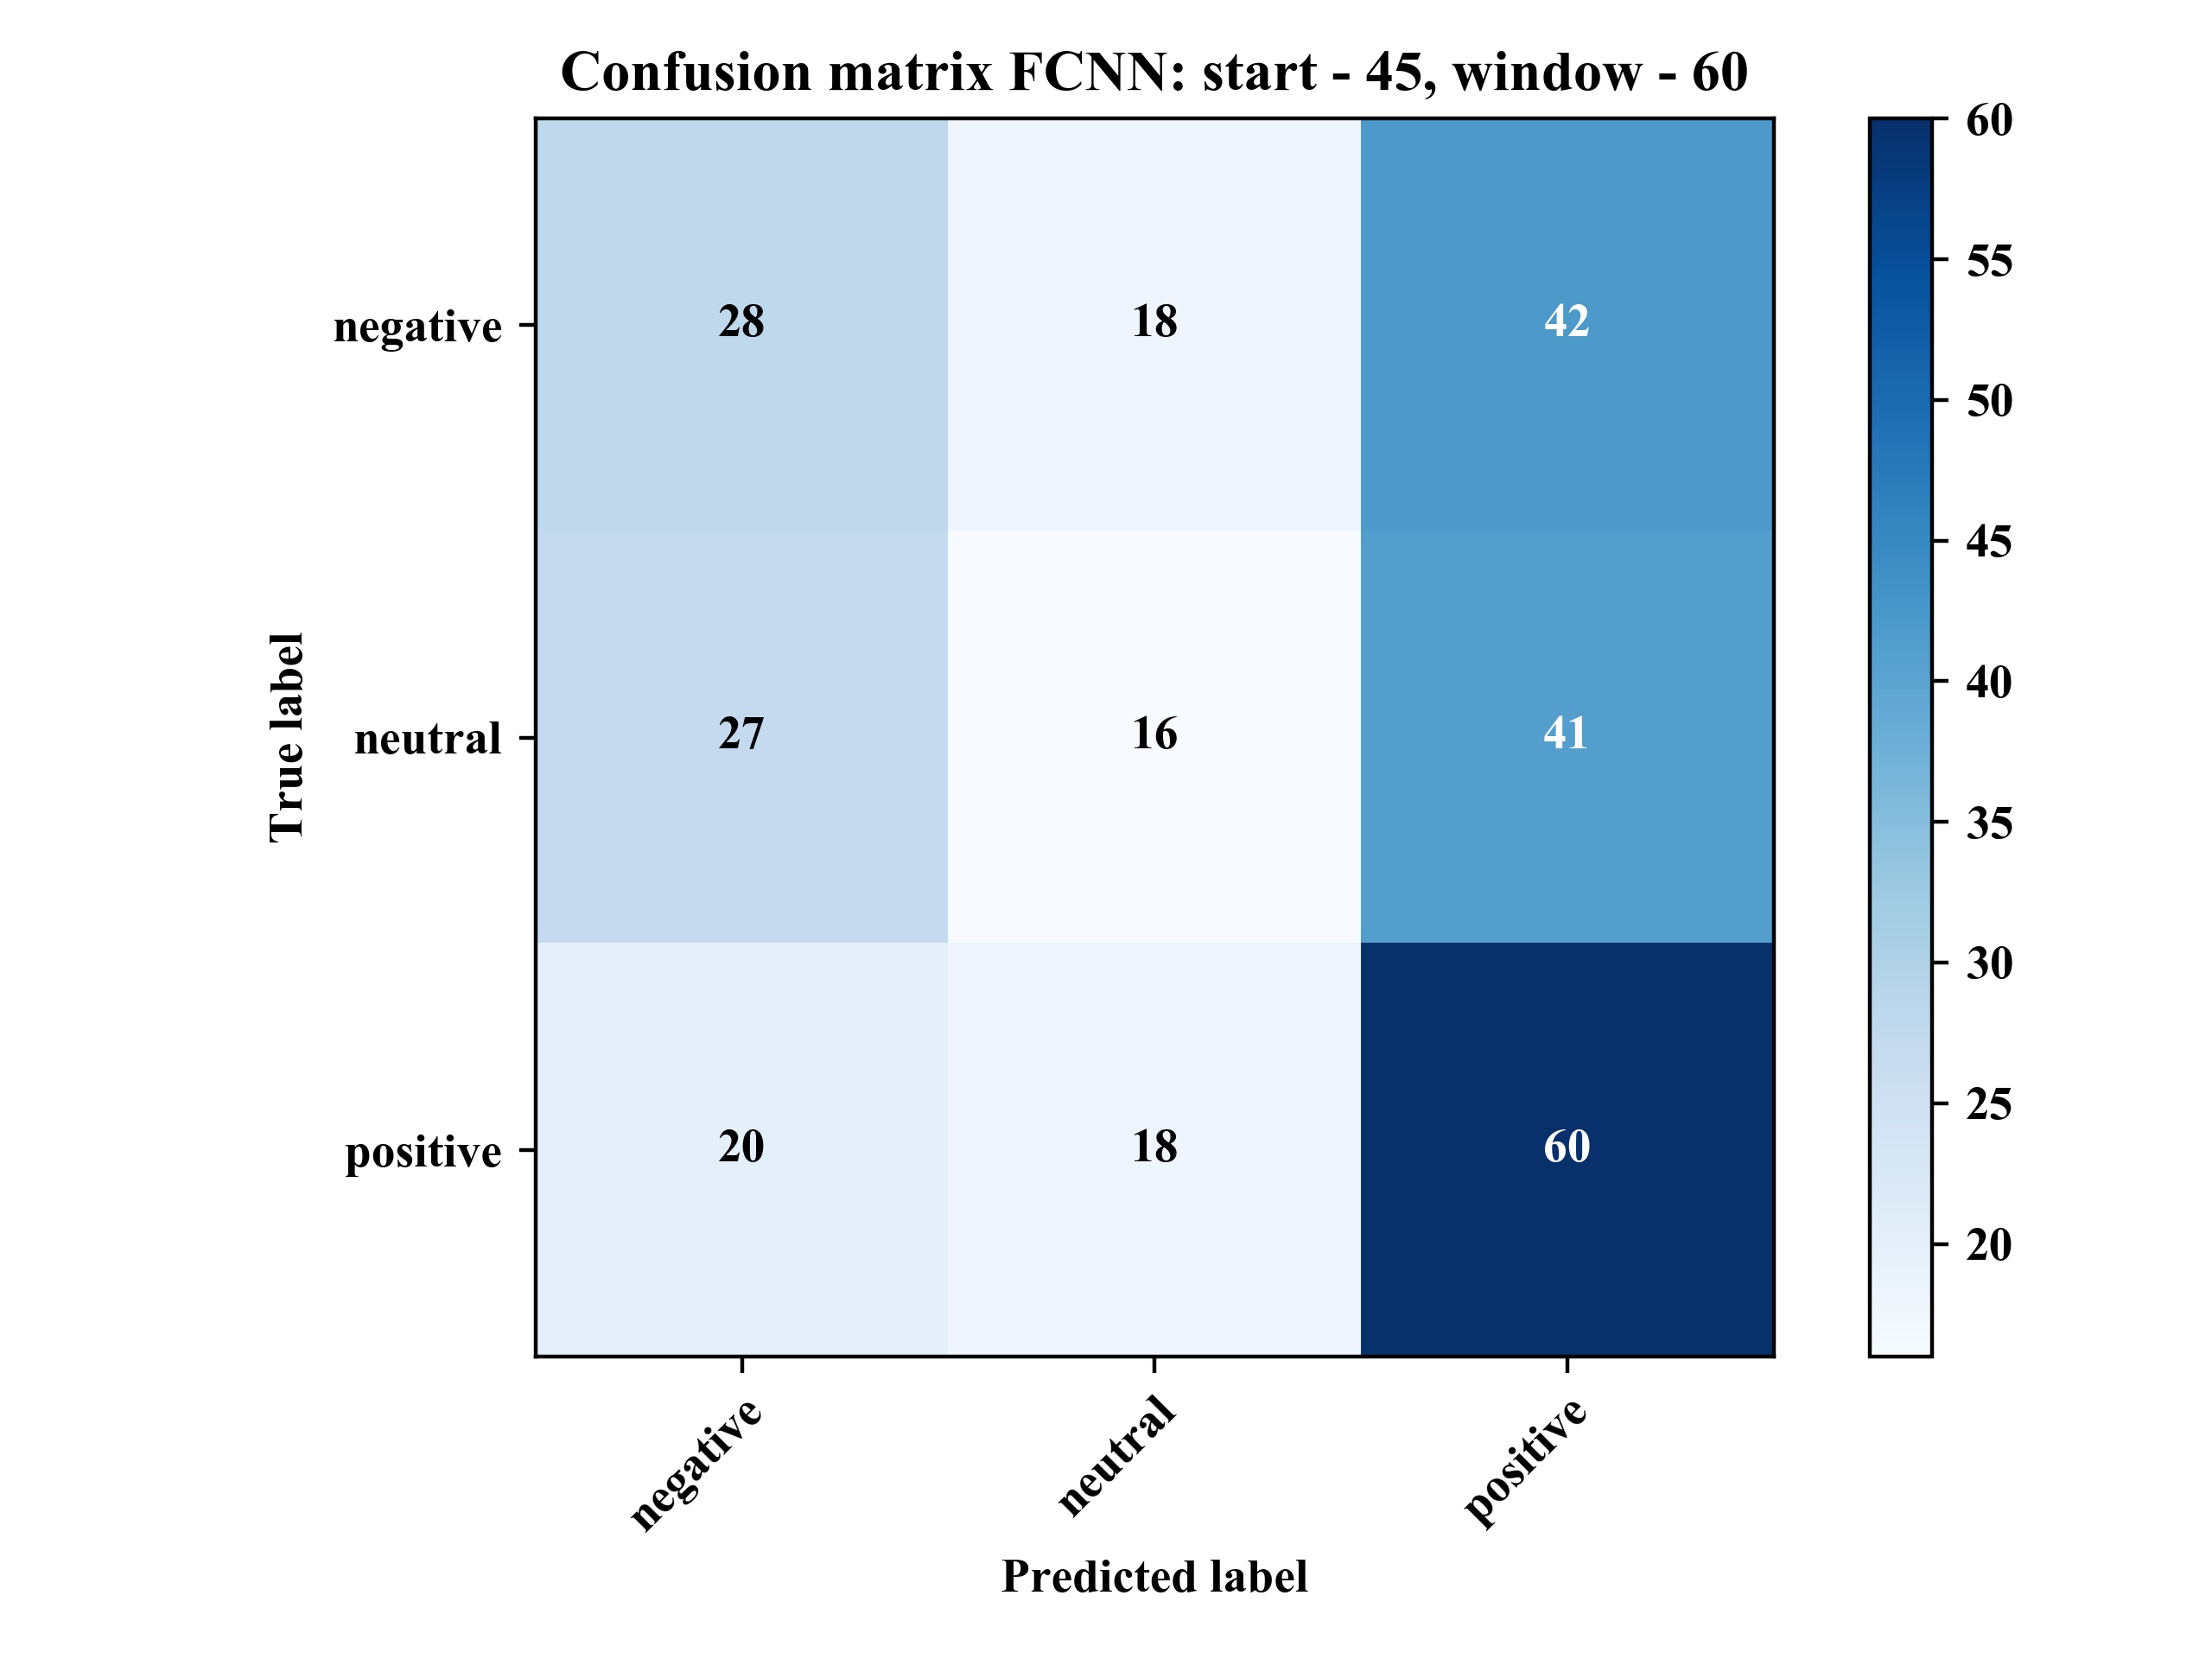 Confusion matrix FCNN: start - 45, window - 60
True label
negative 28 18 42
neutral 27 16 41
positive 20 18 60
negative neutral positive
Predicted label
60
55
50
45
40
35
30
25
20